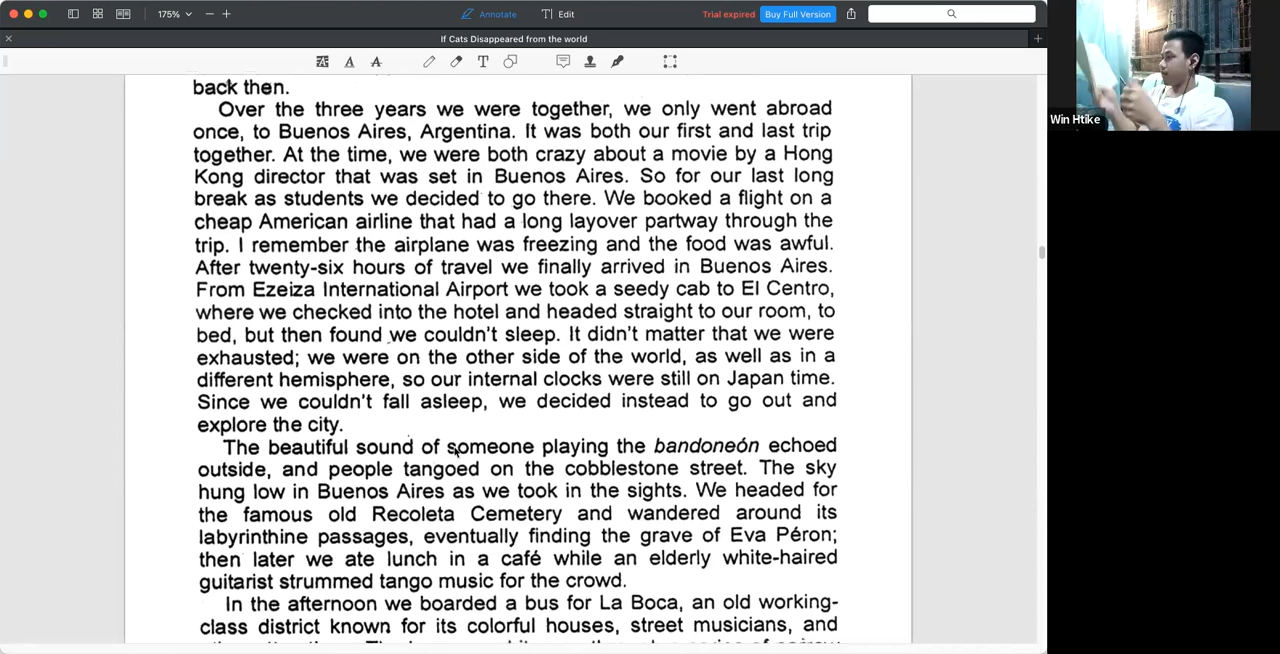 175%
Annotate
Edit
Trial expired
Buy Full Version
If Cats Disappeared from the world
back then.
Over the three years we were together, we only went abroad
once, to Buenos Aires, Argentina. It was both our first and last trip
together. At the time, we were both crazy about a movie by a Hong
Kong director that was set in Buenos Aires. So for our last long
break as students we decided to go there. We booked a flight on a
cheap American airline that had a long layover partway through the
trip. I remember the airplane was freezing and the food was awful.
After twenty-six hours of travel we finally arrived in Buenos Aires.
From Ezeiza International Airport we took a seedy cab to El Centro,
where we checked into the hotel and headed straight to our room, to
bed, but then found we couldn't sleep. It didn't matter that we were
exhausted; we were on the other side of the world, as well as in a
different hemisphere, so our internal clocks were still on Japan time.
Since we couldn't fall asleep, we decided instead to go out and
explore the city.
The beautiful sound of someone playing the bandoneón echoed
outside, and people tangoed on the cobblestone street. The sky
hung low in Buenos Aires as we took in the sights. We headed for
the famous old Recoleta Cemetery and wandered around its
labyrinthine passages, eventually finding the grave of Eva Péron;
then later we ate lunch in a café while an elderly white-haired
guitarist strummed tango music for the crowd.
In the afternoon we boarded a bus for La Boca, an old working-
class district known for its colorful houses, street musicians, and
Win Htike